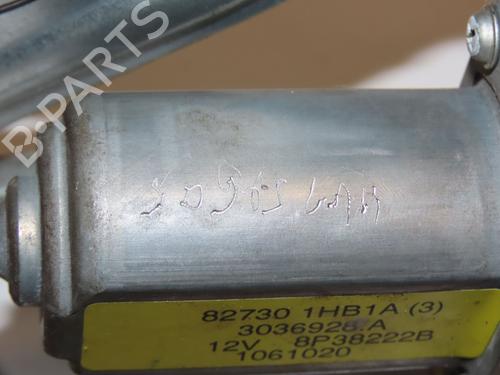 B-PARTS
82730 1HB1A (3)
3036928 A
12V 8P38222B
1061020